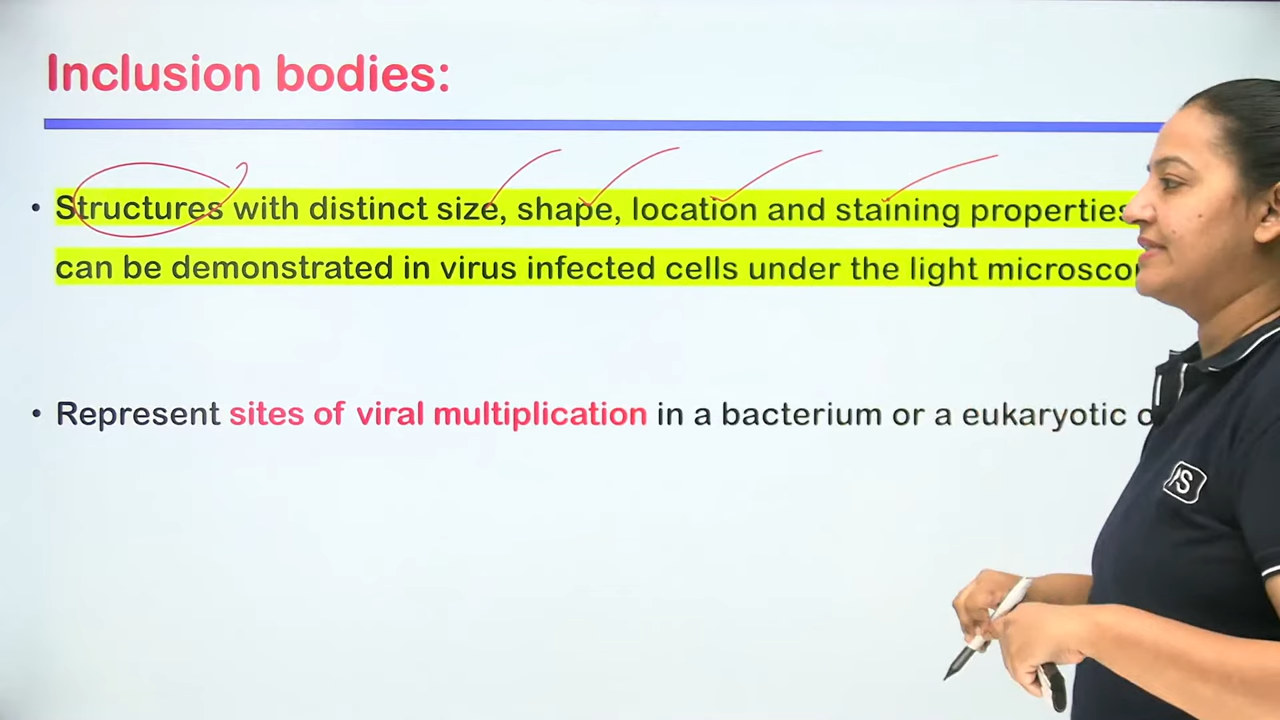 Inclusion bodies:
• Structures with distinct size, shape, location and staining properties
can be demonstrated in virus infected cells under the light
• Represent sites of viral multiplication in a bacterium or a eukaryotic